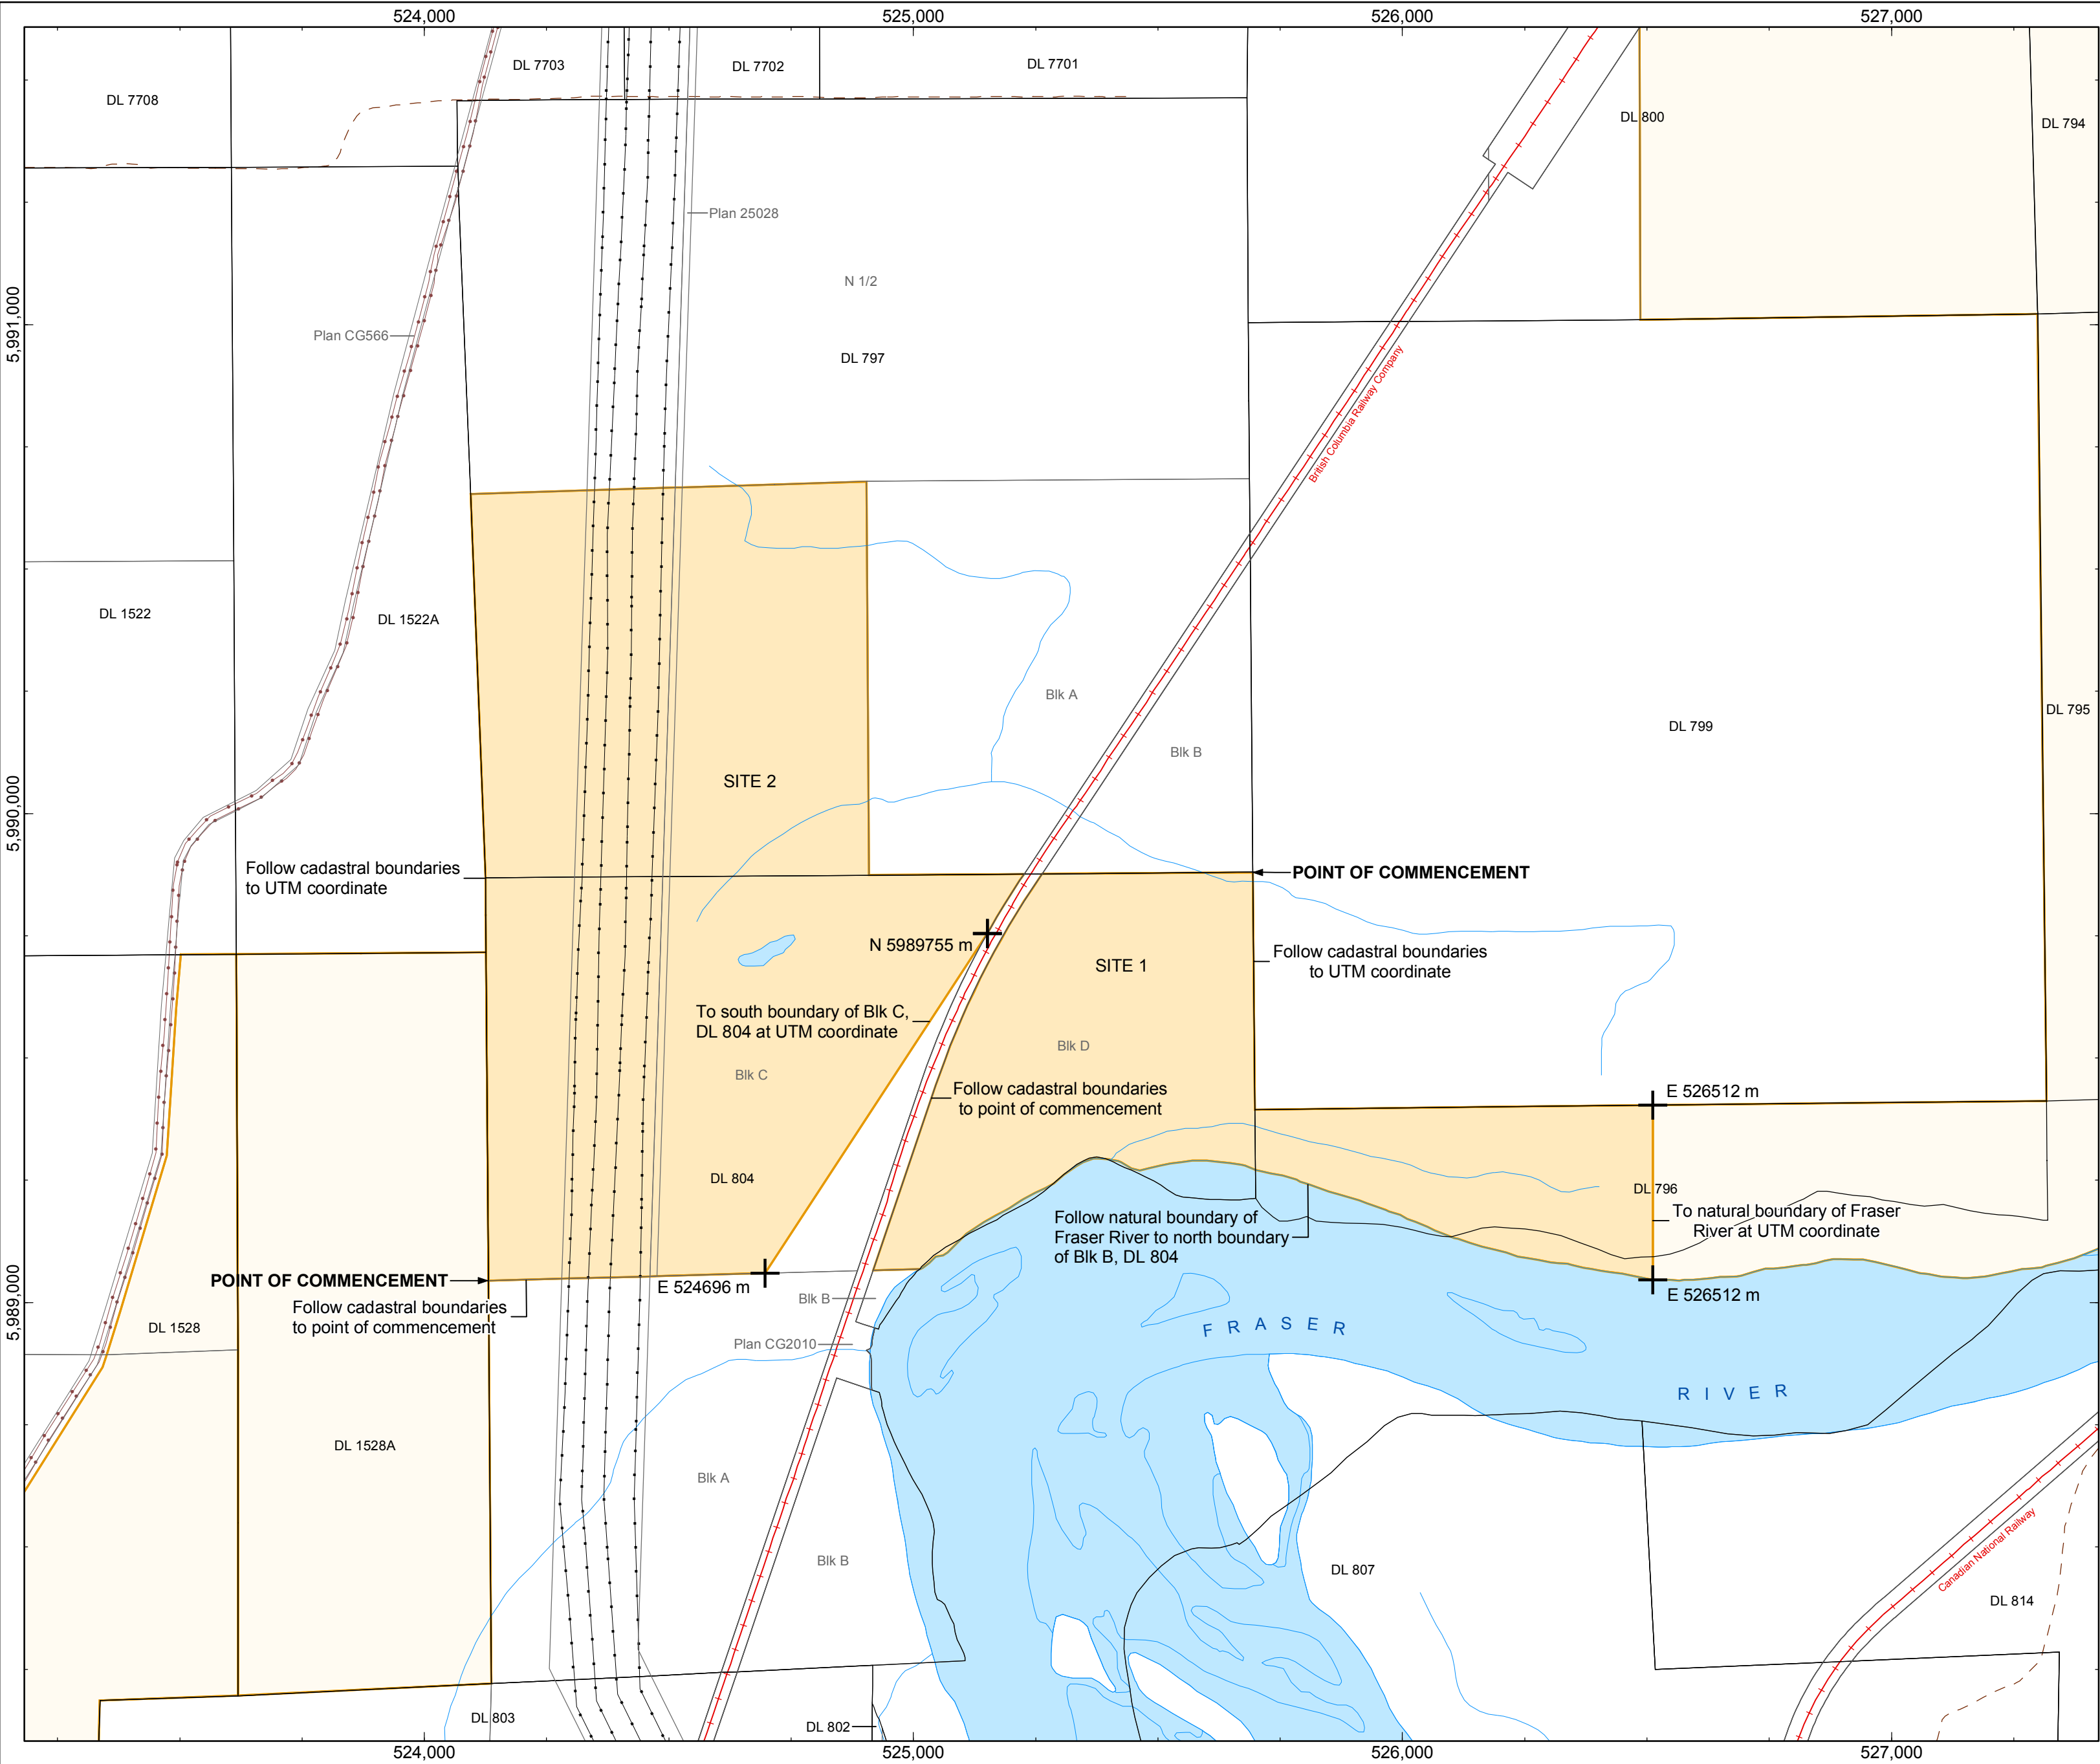 524,000
525,000
526,000
527,000
DL 7703
DL 7702
DL 7701
DL 7708
DL 800
DL 794
Plan 25028
N 1/2
5,991,000
Plan CG566
DL 797
British Columbia Railway Company
DL 1522
DL 1522A
Blk A
DL 795
DL 799
Blk B
SITE 2
5,990,000
Follow cadastral boundaries
to UTM coordinate
POINT OF COMMENCEMENT
N 5989755 m
SITE 1
Follow cadastral boundaries
to UTM coordinate
To south boundary of Blk C,
DL 804 at UTM coordinate
Blk D
Blk C
Follow cadastral boundaries
to point of commencement
E 526512 m
DL 804
DL 796
To natural boundary of Fraser
River at UTM coordinate
Follow natural boundary of
Fraser River to north boundary
of Blk B, DL 804
5,989,000
POINT OF COMMENCEMENT
E 524696 m
E 526512 m
Follow cadastral boundaries
to point of commencement
Blk B
DL 1528
FRASER
Plan CG2010
RIVER
DL 1528A
Blk A
Blk B
DL 807
Canadian National Railway
DL 814
DL 803
DL 802
524,000
525,000
526,000
527,000